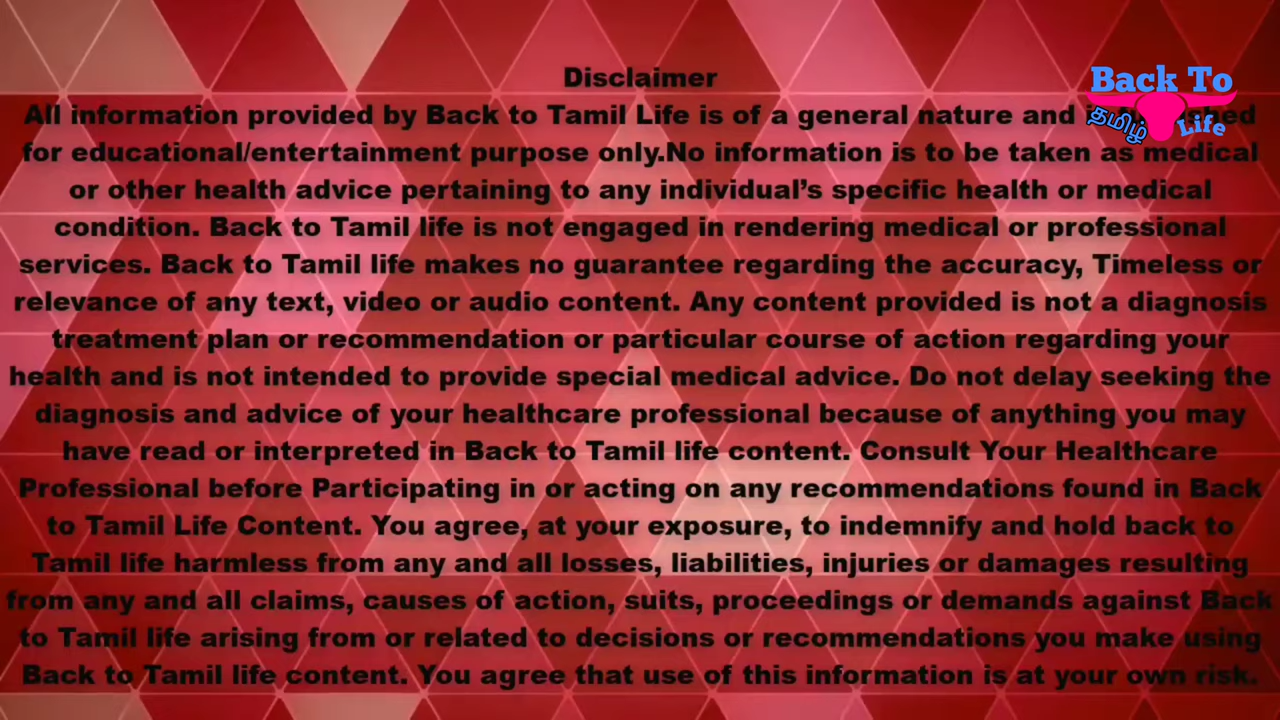 Disclaimer
All information provided by Back to Tamil Life is of a general nature and
for educational/entertainment purpose only.No information is to be taken as medical
or other health advice pertaining to any individual’s specific health or medical
condition. Back to Tamil life is not engaged in rendering medical or professional
services. Back to Tamil life makes no guarantee regarding the accuracy, Timeless or
relevance of any text, video or audio content. Any content provided is not a diagnosis
treatment plan or recommendation or particular course of action regarding your
health and is not intended to provide special medical advice. Do not delay seeking the
diagnosis and advice of your healthcare professional because of anything you may
have read or interpreted in Back to Tamil life content. Consult Your Healthcare
Professional before Participating in or acting on any recommendations found in Back
to Tamil Life Content. You agree, at your exposure, to indemnify and hold back to
Tamil life harmless from any and all losses, liabilities, injuries or damages resulting
from any and all claims, causes of action, suits, proceedings or demands against Back
to Tamil life arising from or related to decisions or recommendations you make using
Back to Tamil life content. You agree that use of this information is at your own risk.
Back To
தமிழ் Life